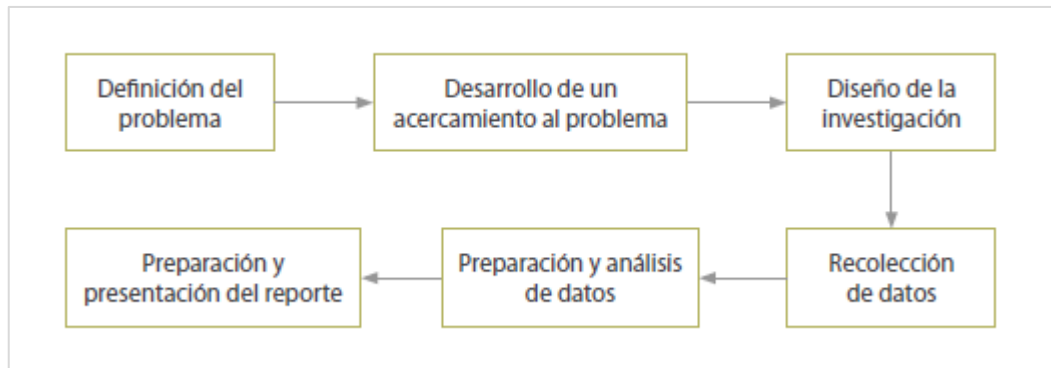 Definición del
problema
Desarrollo de un
acercamiento al problema
Diseño de la
investigación
Recolección
de datos
Preparación y análisis
de datos
Preparación y
presentación del reporte